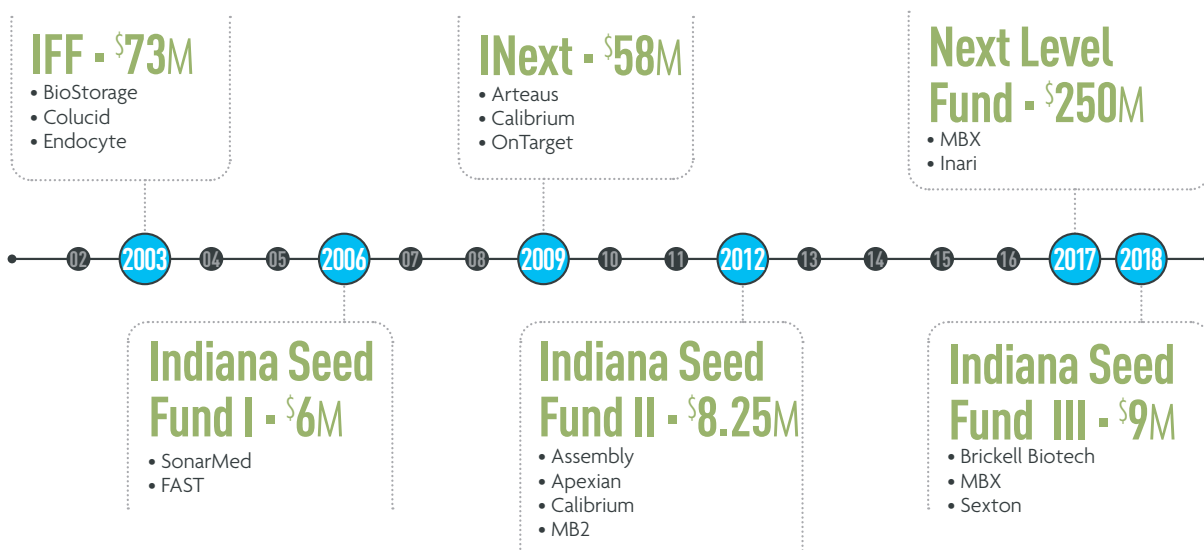 IFF - $73M
• BioStorage
• Colucid
• Endocyte
INext - $58M
• Arteaus
• Calibrium
• OnTarget
Next Level
Fund - $250M
• MBX
• Inari
02 2003 04 05 2006 07 08 2009 10 11 2012 13 14 15 16 2017 2018
Indiana Seed
Fund I - $6M
• SonarMed
• FAST
Indiana Seed
Fund II - $8.25M
• Assembly
• Apexian
• Calibrium
• MB2
Indiana Seed
Fund III - $9M
• Brickell Biotech
• MBX
• Sexton